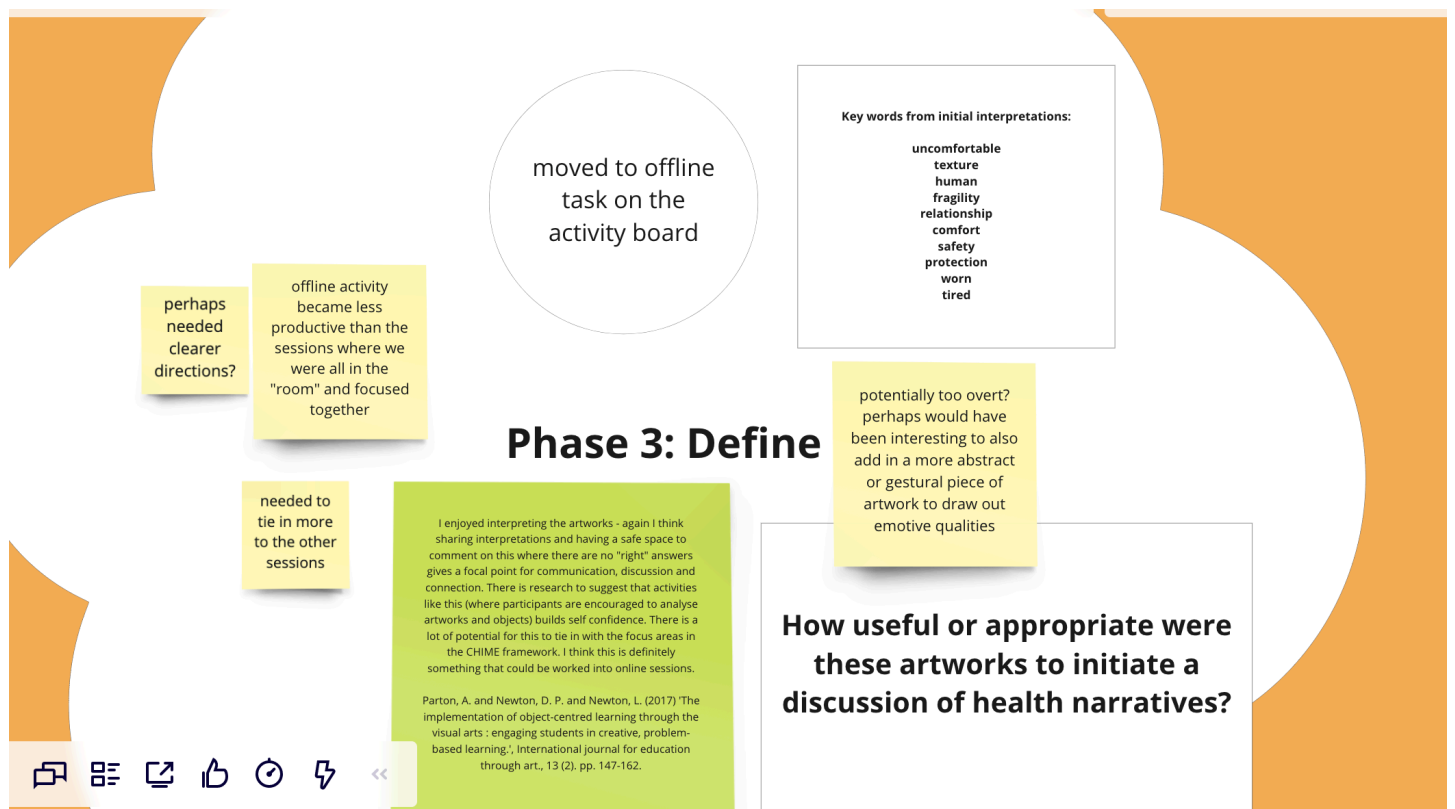 moved to offline
task on the
activity board
Key words from initial interpretations:
uncomfortable
texture
human
fragility
relationship
comfort
safety
protection
worn
tired
perhaps
needed
clearer
directions?
offline activity
became less
productive than the
sessions where we
were all in the
"room" and focused
together
Phase 3: Define
potentially too overt?
perhaps would have
been interesting to also
add in a more abstract
or gestural piece of
artwork to draw out
emotive qualities
needed to
tie in more
to the other
sessions
I enjoyed interpreting the artworks - again I think
sharing interpretations and having a safe space to
comment on this where there are no "right" answers
gives a focal point for communication, discussion and
connection. There is research to suggest that activities
like this (where participants are encouraged to analyse
artworks and objects) builds self confidence. There is a
lot of potential for this to tie in with the focus areas in
the CHIME framework. I think this is definitely
something that could be worked into online sessions.
Parton, A. and Newton, D. P. and Newton, L. (2017) 'The
implementation of object-centred learning through the
visual arts : engaging students in creative, problem-
based learning.', International journal for education
through art., 13 (2). pp. 147-162.
How useful or appropriate were
these artworks to initiate a
discussion of health narratives?